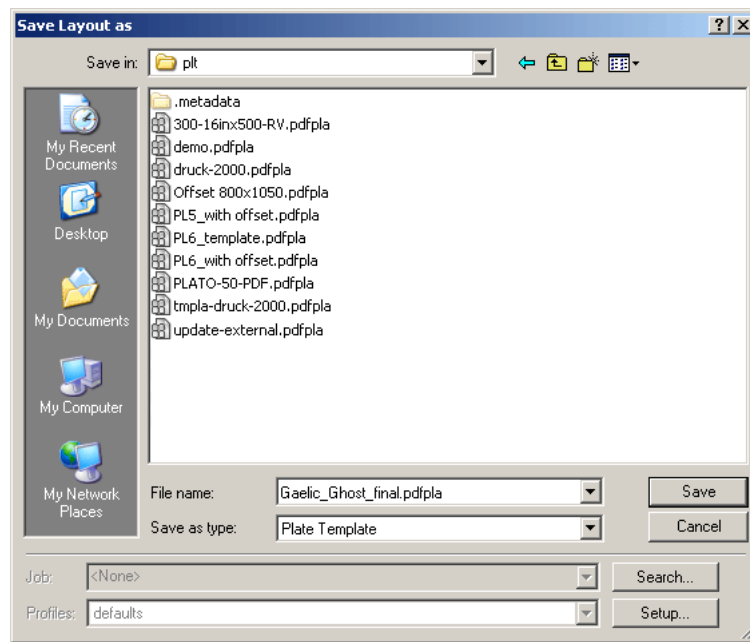 Save Layout as
Save in: plt
My Recent
Documents
Desktop
My Documents
My Computer
My Network
Places
.metadata
300-16inx500-RV.pdfpla
demo.pdfpla
druck-2000.pdfpla
Offset 800x1050.pdfpla
PL5_with offset.pdfpla
PL6_template.pdfpla
PL6_with offset.pdfpla
PLATO-50-PDF.pdfpla
tmpla-druck-2000.pdfpla
update-external.pdfpla
File name: Gaelic_Ghost_final.pdfpla Save
Save as type: Plate Template Cancel
Job: <None> Search...
Profiles: defaults Setup...